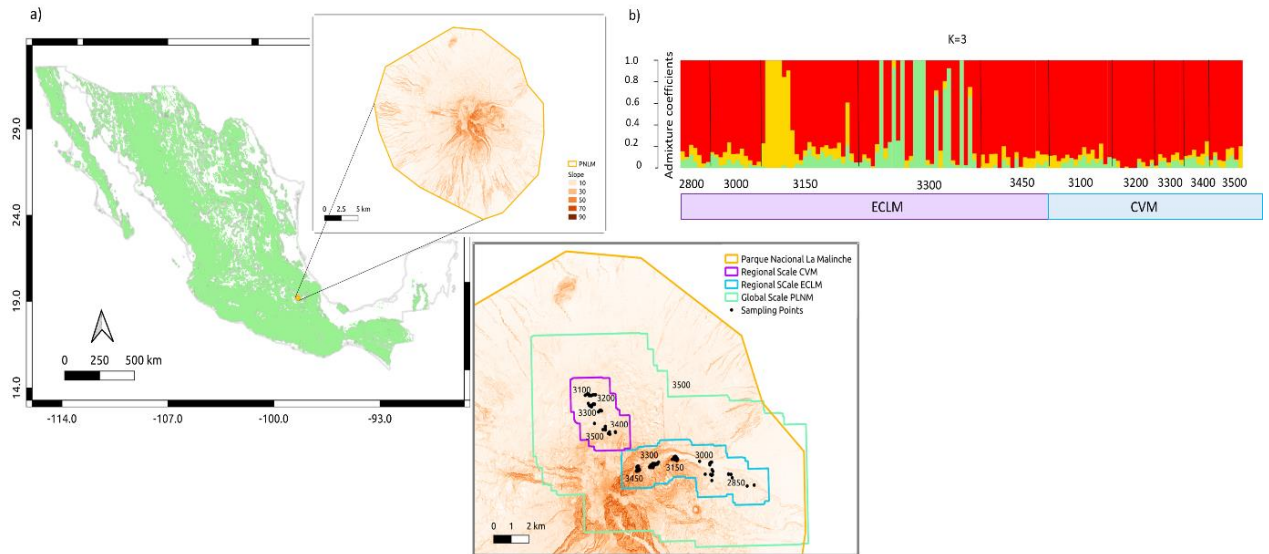 a)
29.0
24.0
19.0
14.0
-114.0
-107.0
-100.0
-93.0
0 250 500 km
PNLM
Slope
10
30
50
70
90
0 2.5 5 km
b)
K=3
Admixture coefficients
1.0
0.8
0.6
0.4
0.2
0
2800 3000 3150 3300 3450 3100 3200 3300 3400 3500
ECLM CVM
Parque Nacional La Malinche
Regional Scale CVM
Regional SCale ECLM
Global Scale PLNM
Sampling Points
3500
3100
3200
3300
3400
3500
3300
3000
3150
3450
2850
0 1 2 km